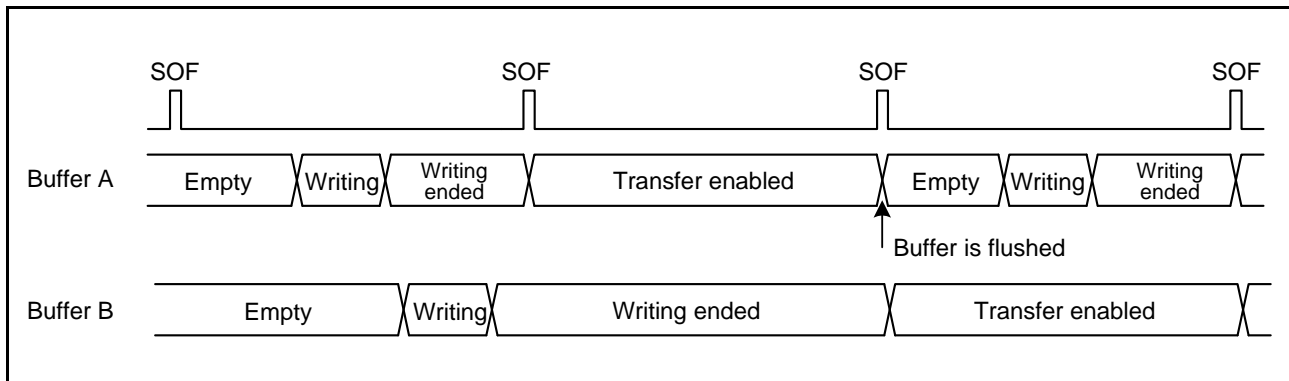 SOF SOF SOF SOF
Buffer A Empty Writing Writing ended Transfer enabled Empty Writing Writing ended
Buffer is flushed
Buffer B Empty Writing Writing ended Transfer enabled